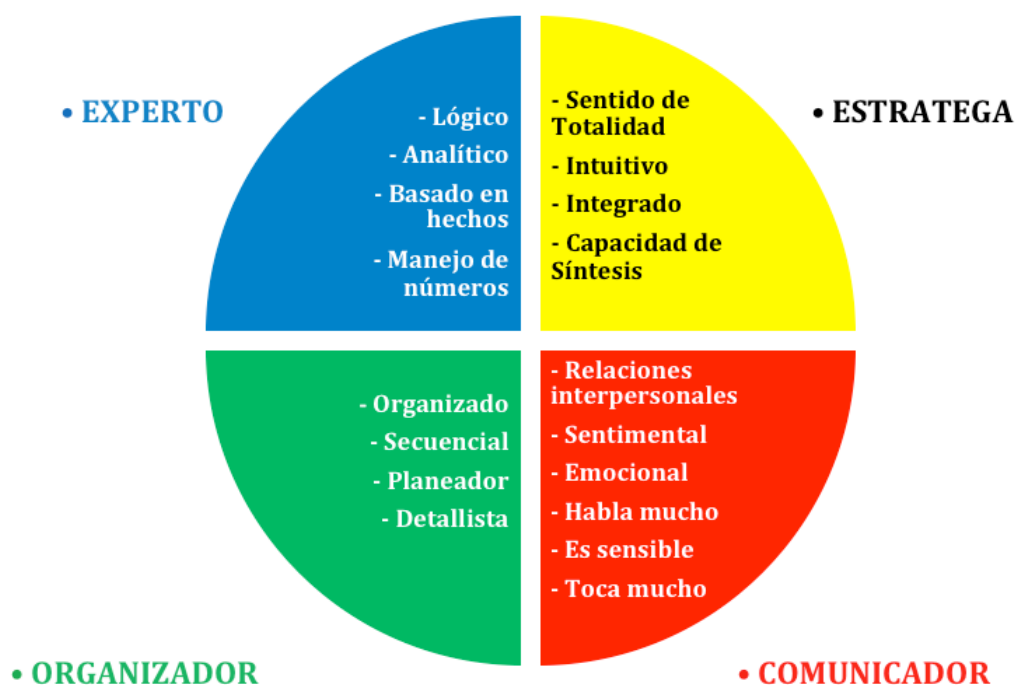 • EXPERTO
- Lógico
- Analítico
- Basado en
hechos
- Manejo de
números
• ESTRATEGA
- Sentido de
Totalidad
- Intuitivo
- Integrado
- Capacidad de
Síntesis
• ORGANIZADOR
- Organizado
- Secuencial
- Planeador
- Detallista
• COMUNICADOR
- Relaciones
interpersonales
- Sentimental
- Emocional
- Habla mucho
- Es sensible
- Toca mucho